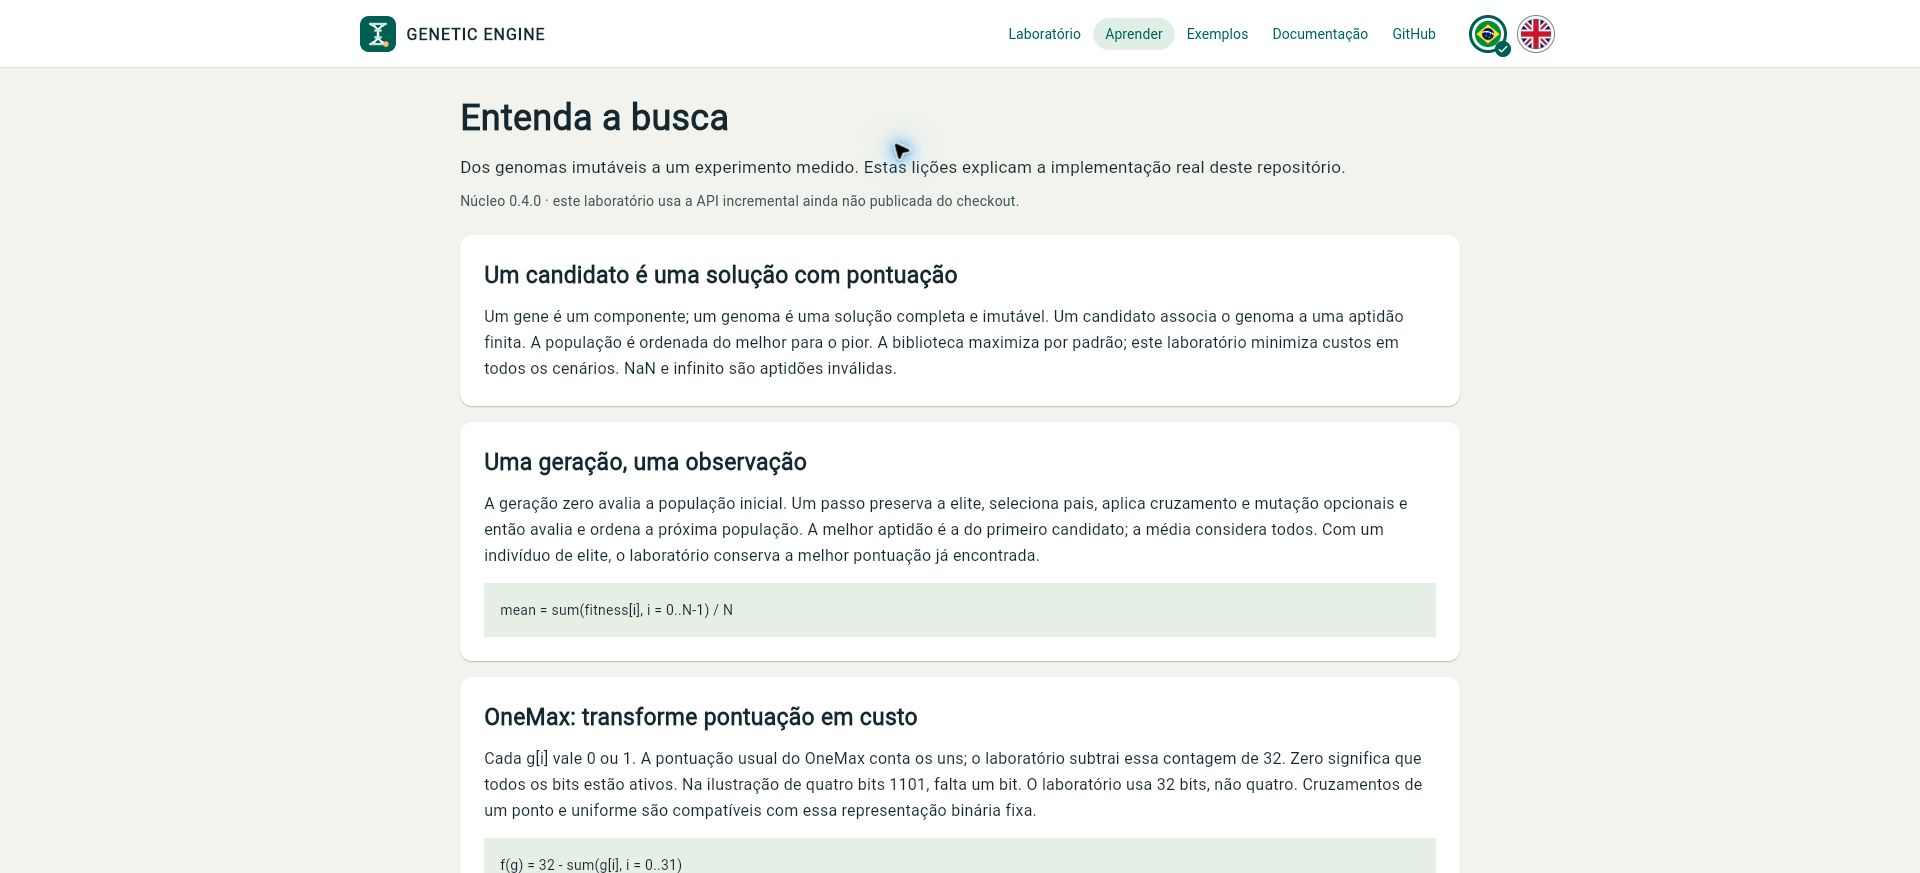 GENETIC ENGINE
Laboratório Aprender Exemplos Documentação GitHub
Entenda a busca
Dos genomas imutáveis a um experimento medido. Estas lições explicam a implementação real deste repositório.
Núcleo 0.4.0 · este laboratório usa a API incremental ainda não publicada do checkout.
Um candidato é uma solução com pontuação
Um gene é um componente; um genoma é uma solução completa e imutável. Um candidato associa o genoma a uma aptidão
finita. A população é ordenada do melhor para o pior. A biblioteca maximiza por padrão; este laboratório minimiza custos em
todos os cenários. NaN e infinito são aptidões inválidas.
Uma geração, uma observação
A geração zero avalia a população inicial. Um passo preserva a elite, seleciona pais, aplica cruzamento e mutação opcionais e
então avalia e ordena a próxima população. A melhor aptidão é a do primeiro candidato; a média considera todos. Com um
indivíduo de elite, o laboratório conserva a melhor pontuação já encontrada.
mean = sum(fitness[i], i = 0..N-1) / N
OneMax: transforme pontuação em custo
Cada g[i] vale 0 ou 1. A pontuação usual do OneMax conta os uns; o laboratório subtrai essa contagem de 32. Zero significa que
todos os bits estão ativos. Na ilustração de quatro bits 1101, falta um bit. O laboratório usa 32 bits, não quatro. Cruzamentos de
um ponto e uniforme são compatíveis com essa representação binária fixa.
f(g) = 32 - sum(g[i], i = 0..31)